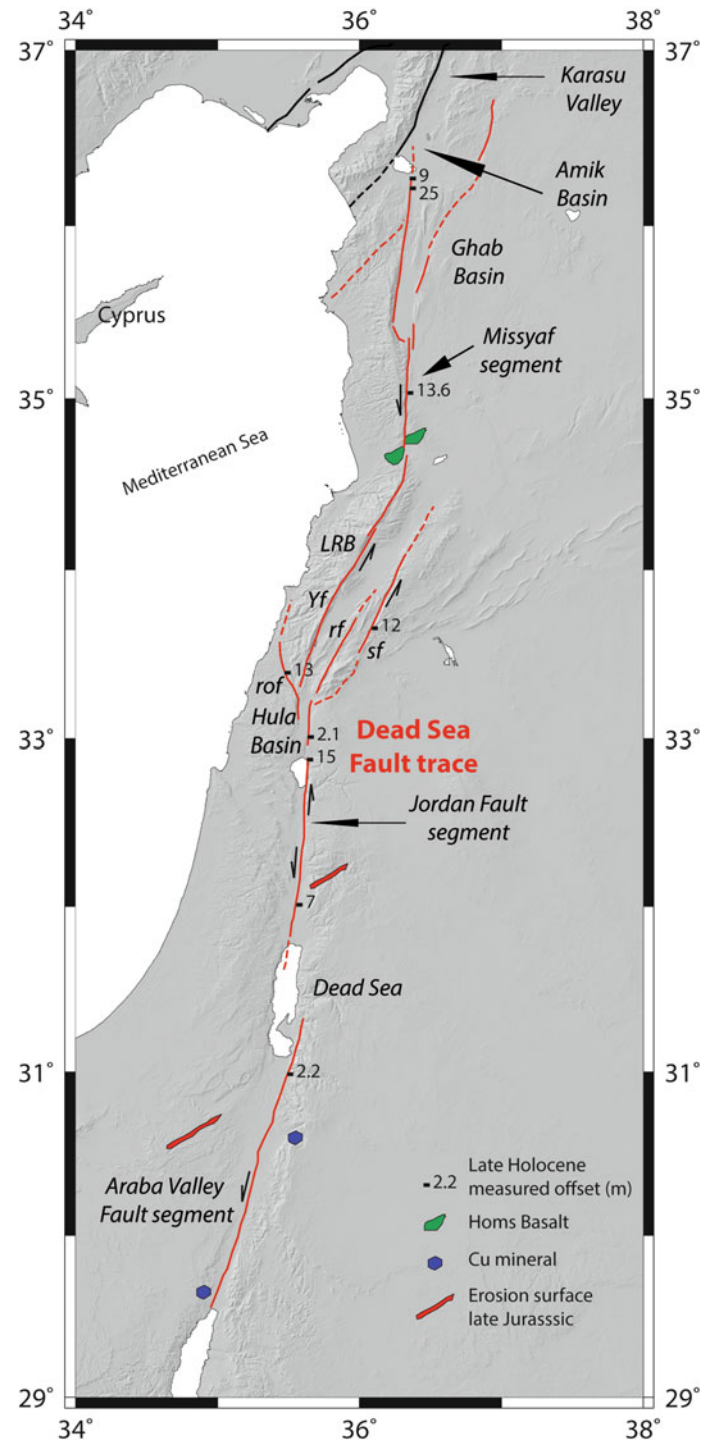 34˚ 36˚ 38˚
37˚ 37˚
Karasu
Valley
Amik
Basin
9
25
Ghab
Basin
Cyprus
Missyaf
segment
35˚ 35˚
13.6
Mediterranean Sea
LRB
Yf
rf
12
sf
13
rof
Hula
Basin
33˚ 33˚
2.1
Dead Sea
Fault trace
15
Jordan Fault
segment
7
Dead Sea
31˚ 31˚
2.2
Araba Valley
Fault segment
2.2 Late Holocene
measured offset (m)
Homs Basalt
Cu mineral
Erosion surface
late Jurasssic
29˚ 29˚
34˚ 36˚ 38˚